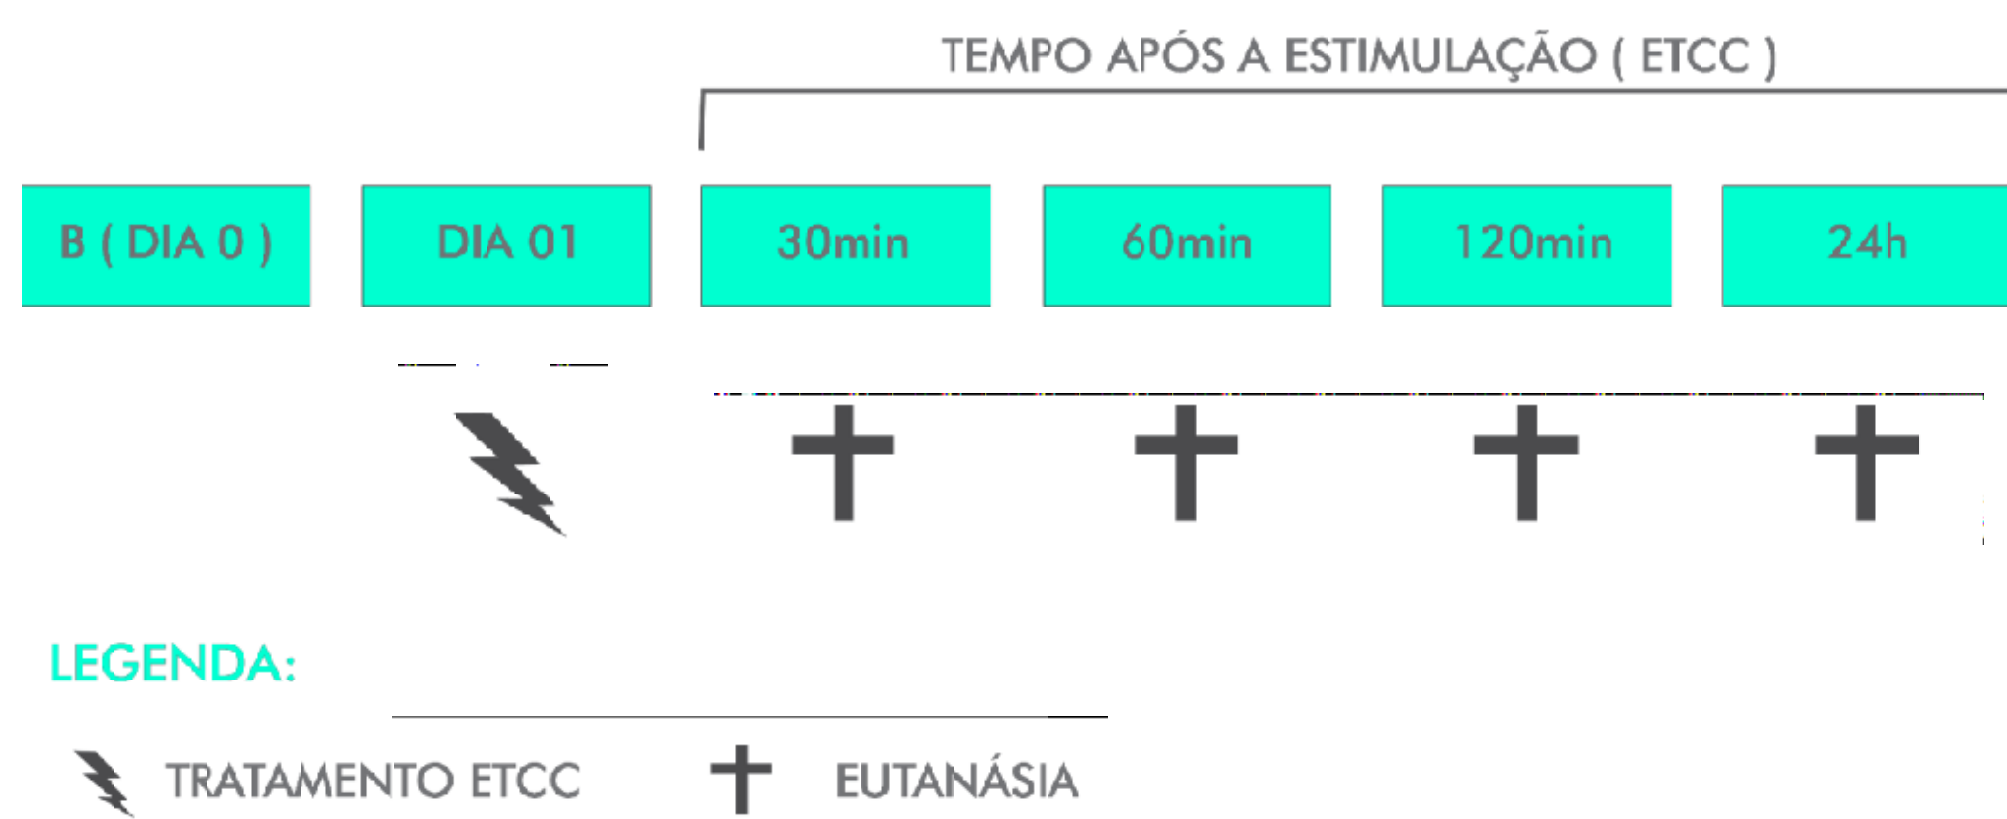 TEMPO APÓS A ESTIMULAÇÃO ( ETCC )
B ( DIA 0 ) DIA 01 30min 60min 120min 24h
LEGENDA:
TRATAMENTO ETCC EUTANÁSIA